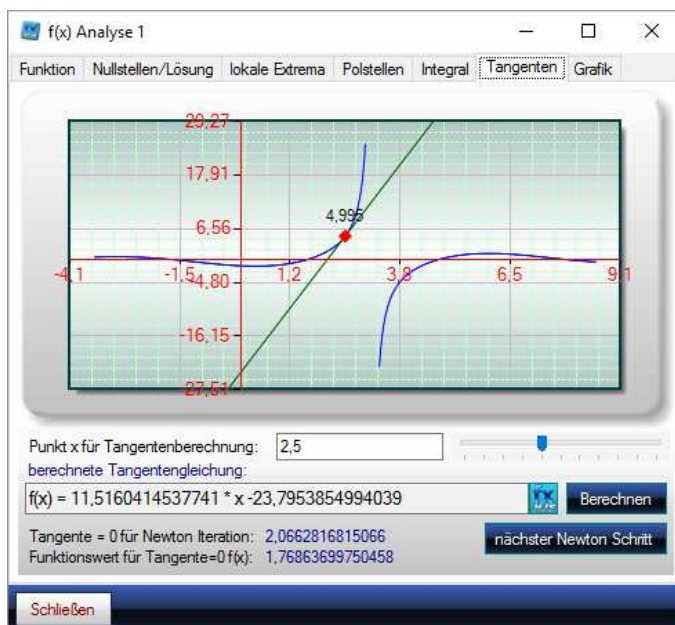 f(x) Analyse 1
Funktion Nullstellen/Lösung lokale Extrema Polstellen Integral Tangenten Grafik
29,27
17,91
4,995
6,56
-4,1 -1,5 1,2 3,8 6,5 9,1
-4,80
-16,15
27,51
Punkt x für Tangentenberechnung: 2,5
berechnete Tangentengleichung:
f(x) = 11,5160414537741 * x -23,7953854994039 Berechnen
Tangente = 0 für Newton Iteration: 2,0662816815066 nächster Newton Schritt
Funktionswert für Tangente=0 f(x): 1,76863699750458
Schließen